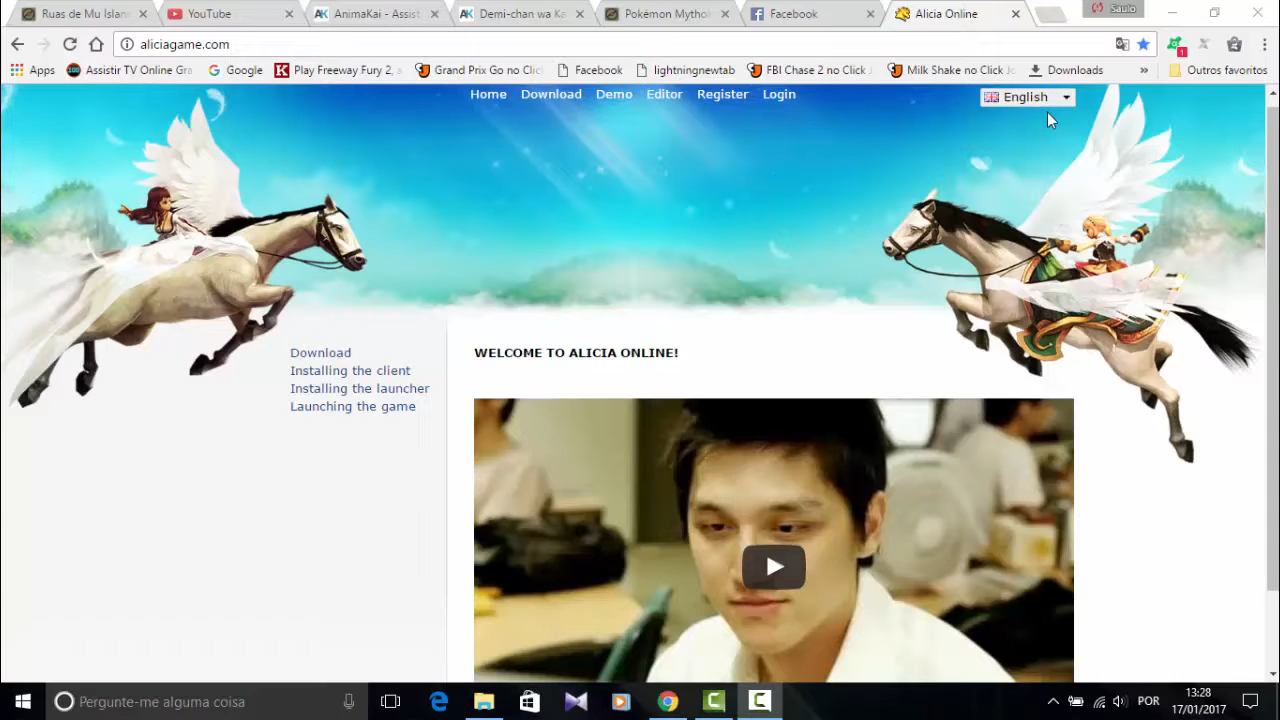 Ruas de Mu Islan
YouTube
AnimaKai - Assist
Demi-chan wa Ka
Pokémon Mytholo
Facebook
Alicia Online
Saulo
aliciagame.com
Apps
Assistir TV Online Gra
Google
Play Freeway Fury 2, a
Grand Prix Go no Click
Facebook
lightningnewtab
FBI Chase 2 no Click J
Milk Shake no Click Jo
Downloads
»
Outros favoritos
Home Download Demo Editor Register Login
English
Download
Installing the client
Installing the launcher
Launching the game
WELCOME TO ALICIA ONLINE!
Pergunte-me alguma coisa
POR
13:28
17/01/2017